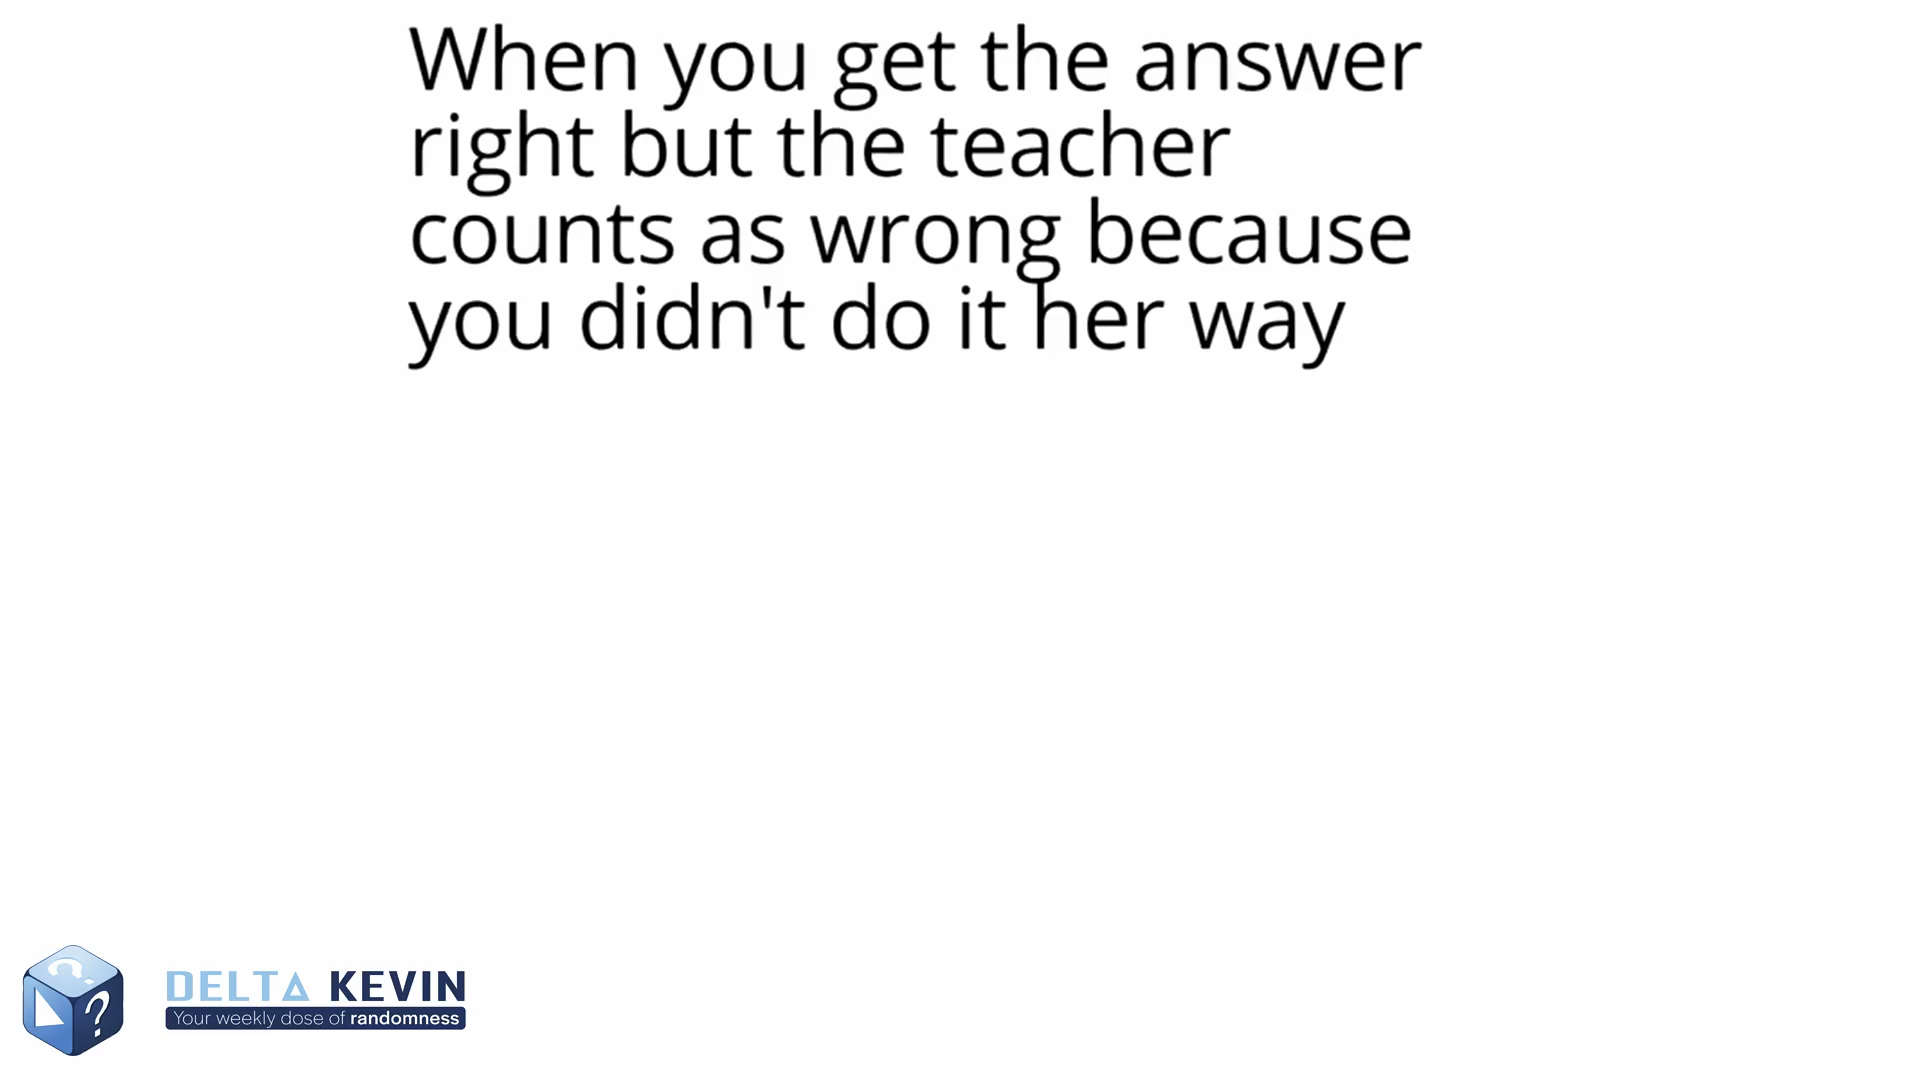 When you get the answer
right but the teacher
counts as wrong because
you didn't do it her way
DELTA KEVIN
Your weekly dose of randomness